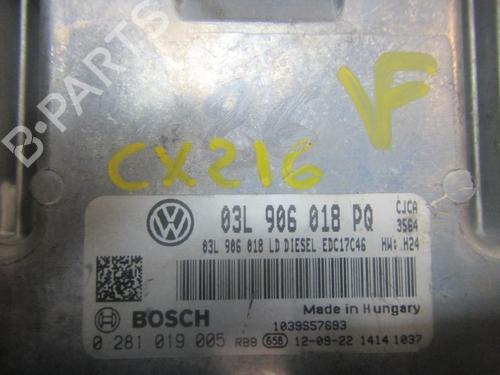 B-PARTS
CX216
VF
03L 906 018 PQ
CJCA
3564
03L 906 018 LD DIESEL EDC17C46
HW: H24
Made in Hungary
BOSCH
1039S57693
0 281 019 005 RBB 658 12-09-22 1414 1037